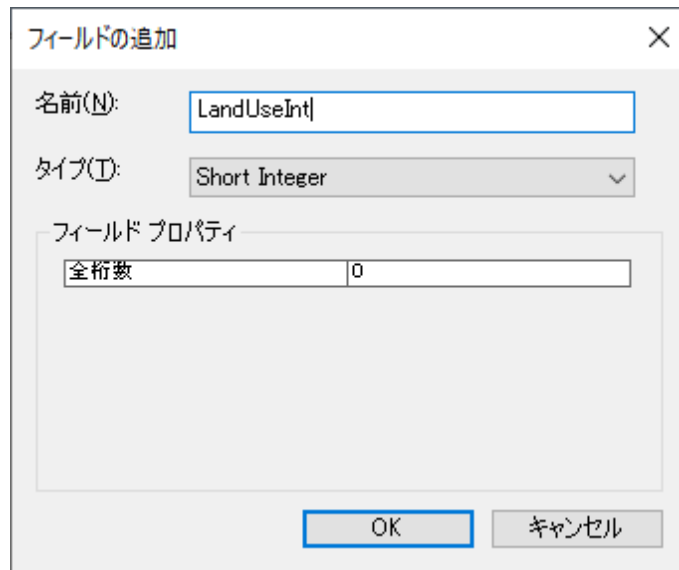 フィールドの追加
名前(N):
LandUseInt
タイプ(T):
Short Integer
フィールド プロパティ
全桁数 0
OK キャンセル